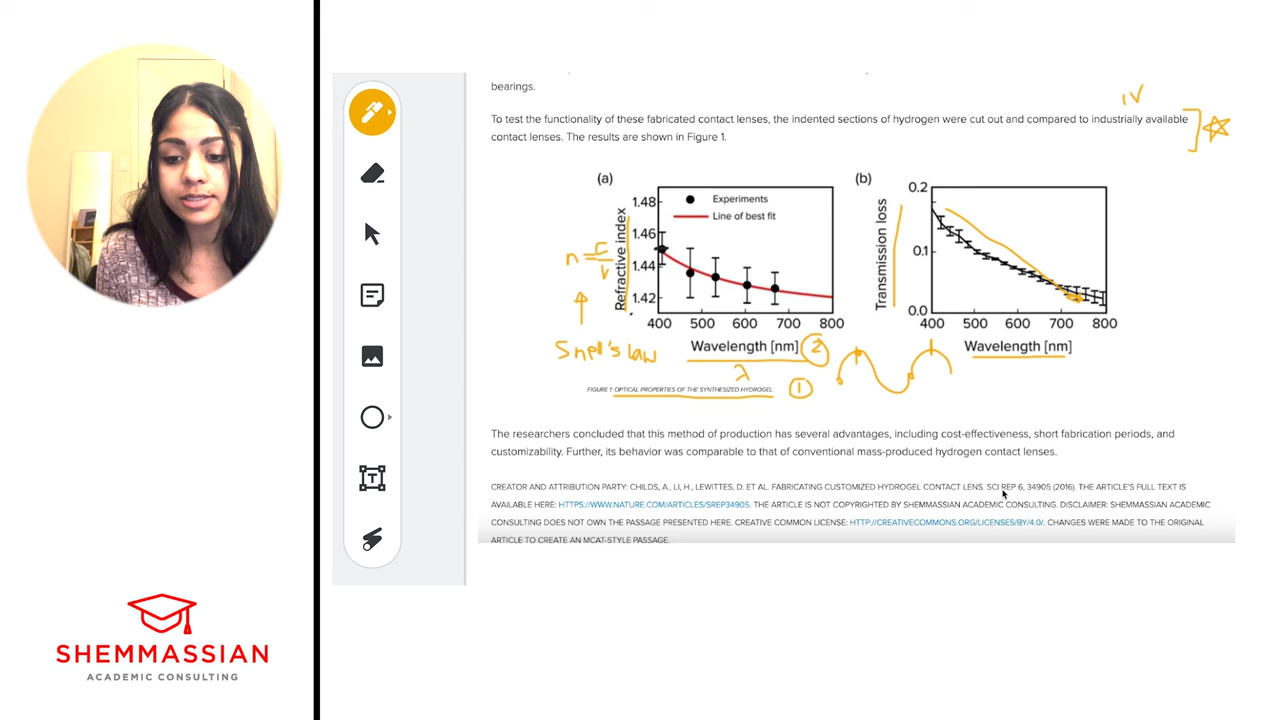 bearings.
IV
To test the functionality of these fabricated contact lenses, the indented sections of hydrogen were cut out and compared to industrially available
contact lenses. The results are shown in Figure 1.
(a)
1.48
1.46
1.44
1.42
Refractive index
Experiments
Line of best fit
400 500 600 700 800
Wavelength [nm]
n = c/v
Snell's law
λ
②
①
(b)
0.2
0.1
0.0
Transmission loss
400 500 600 700 800
Wavelength [nm]
FIGURE 1: OPTICAL PROPERTIES OF THE SYNTHESIZED HYDROGEL
The researchers concluded that this method of production has several advantages, including cost-effectiveness, short fabrication periods, and
customizability. Further, its behavior was comparable to that of conventional mass-produced hydrogen contact lenses.
CREATOR AND ATTRIBUTION PARTY: CHILDS, A., LI, H., LEWITTES, D. ET AL. FABRICATING CUSTOMIZED HYDROGEL CONTACT LENS. SCI REP 6, 34905 (2016). THE ARTICLE'S FULL TEXT IS
AVAILABLE HERE: HTTPS://WWW.NATURE.COM/ARTICLES/SREP34905. THE ARTICLE IS NOT COPYRIGHTED BY SHEMMASSIAN ACADEMIC CONSULTING. DISCLAIMER: SHEMMASSIAN ACADEMIC
CONSULTING DOES NOT OWN THE PASSAGE PRESENTED HERE. CREATIVE COMMON LICENSE: HTTP://CREATIVECOMMONS.ORG/LICENSES/BY/4.0/. CHANGES WERE MADE TO THE ORIGINAL
ARTICLE TO CREATE AN MCAT-STYLE PASSAGE.
SHEMMASSIAN
ACADEMIC CONSULTING